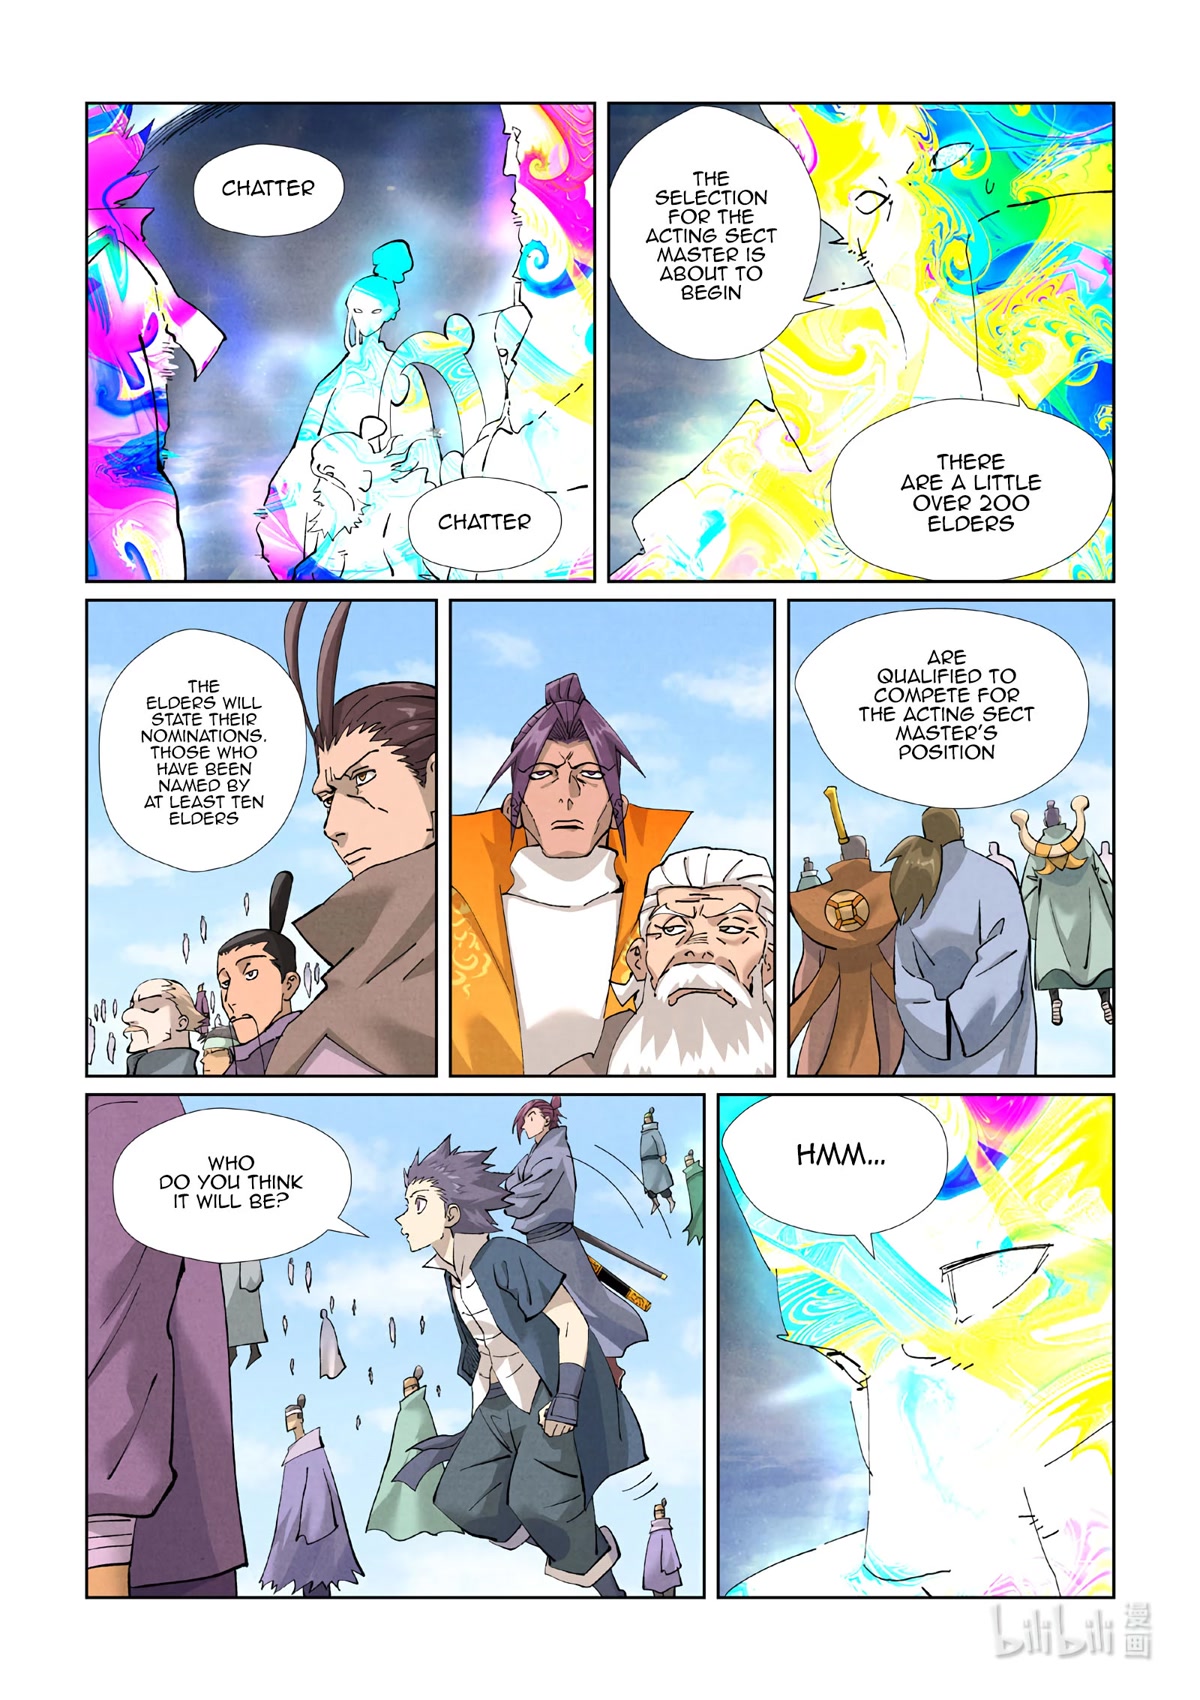 CHATTER
CHATTER
THE
SELECTION
FOR THE
ACTING SECT
MASTER IS
ABOUT TO
BEGIN
THERE
ARE A LITTLE
OVER 200
ELDERS
THE
ELDERS WILL
STATE THEIR
NOMINATIONS.
THOSE WHO
HAVE BEEN
NAMED BY
AT LEAST TEN
ELDERS
ARE
QUALIFIED TO
COMPETE FOR
THE ACTING SECT
MASTER'S
POSITION
WHO
DO YOU THINK
IT WILL BE?
HMM...
bilibili 漫画